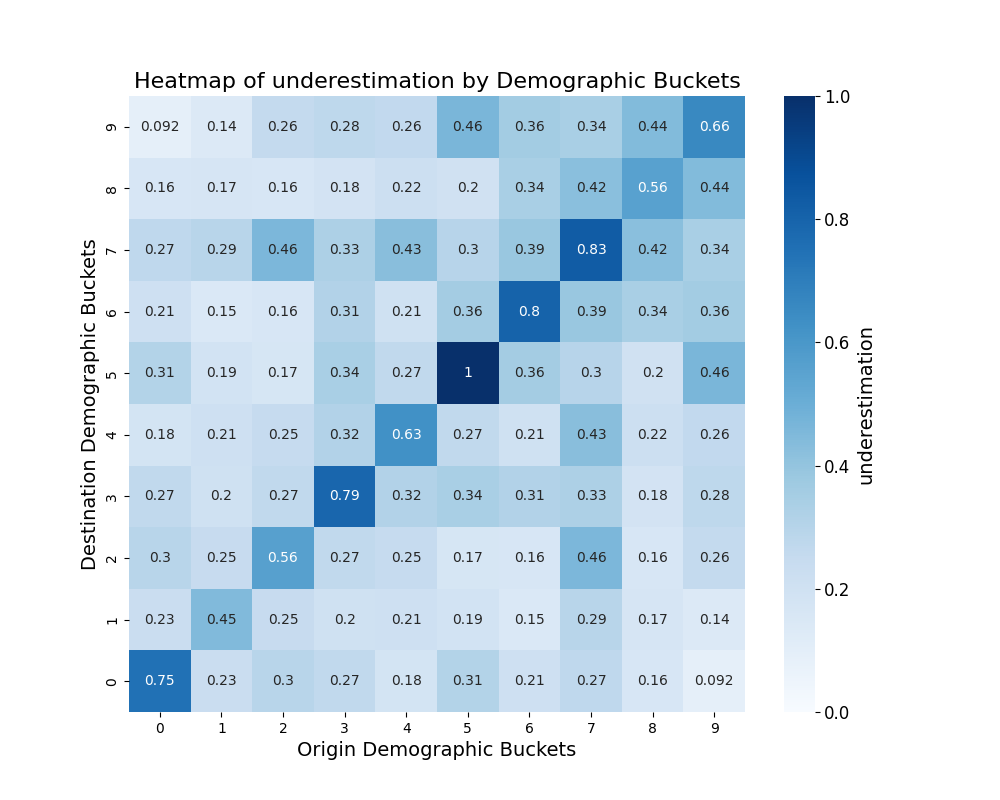 Heatmap of underestimation by Demographic Buckets
9 0.092 0.14 0.26 0.28 0.26 0.46 0.36 0.34 0.44 0.66
8 0.16 0.17 0.16 0.18 0.22 0.2 0.34 0.42 0.56 0.44
7 0.27 0.29 0.46 0.33 0.43 0.3 0.39 0.83 0.42 0.34
6 0.21 0.15 0.16 0.31 0.21 0.36 0.8 0.39 0.34 0.36
5 0.31 0.19 0.17 0.34 0.27 1 0.36 0.3 0.2 0.46
4 0.18 0.21 0.25 0.32 0.63 0.27 0.21 0.43 0.22 0.26
3 0.27 0.2 0.27 0.79 0.32 0.34 0.31 0.33 0.18 0.28
2 0.3 0.25 0.56 0.27 0.25 0.17 0.16 0.46 0.16 0.26
1 0.23 0.45 0.25 0.2 0.21 0.19 0.15 0.29 0.17 0.14
0 0.75 0.23 0.3 0.27 0.18 0.31 0.21 0.27 0.16 0.092
0 1 2 3 4 5 6 7 8 9
Origin Demographic Buckets
Destination Demographic Buckets
1.0
0.8
0.6
0.4
0.2
0.0
underestimation